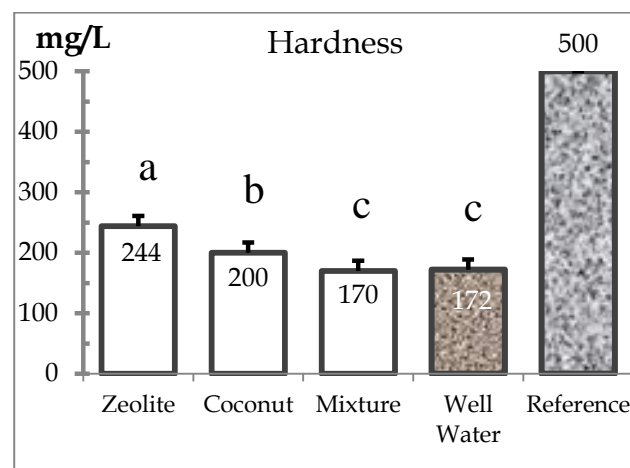 mg/L
Hardness
500
500
400
300
200
100
0
a
b
c
c
244
200
170
172
Zeolite
Coconut
Mixture
Well
Water
Reference